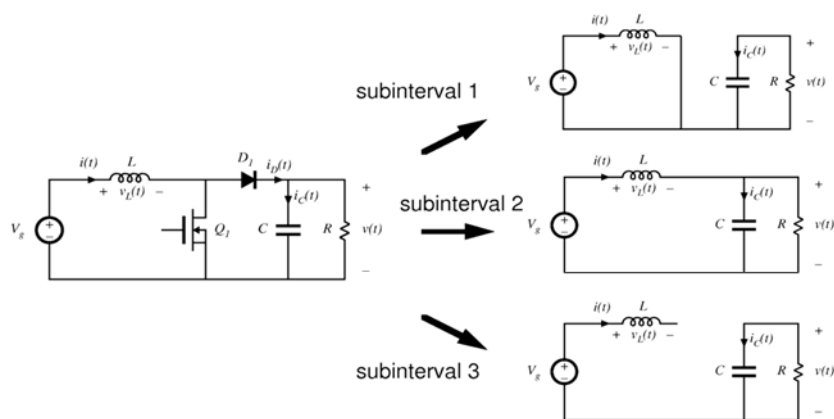 i(t)
L
+ v_L(t) −
i_C(t)
+
V_g
+
−
C
R
v(t)
−
subinterval 1
i(t)
L
+ v_L(t) −
D_1
i_D(t)
i_C(t)
+
V_g
+
−
Q_1
C
R
v(t)
−
subinterval 2
i(t)
L
+ v_L(t) −
i_C(t)
+
V_g
+
−
C
R
v(t)
−
subinterval 3
i(t)
L
+ v_L(t) −
i_C(t)
+
V_g
+
−
C
R
v(t)
−